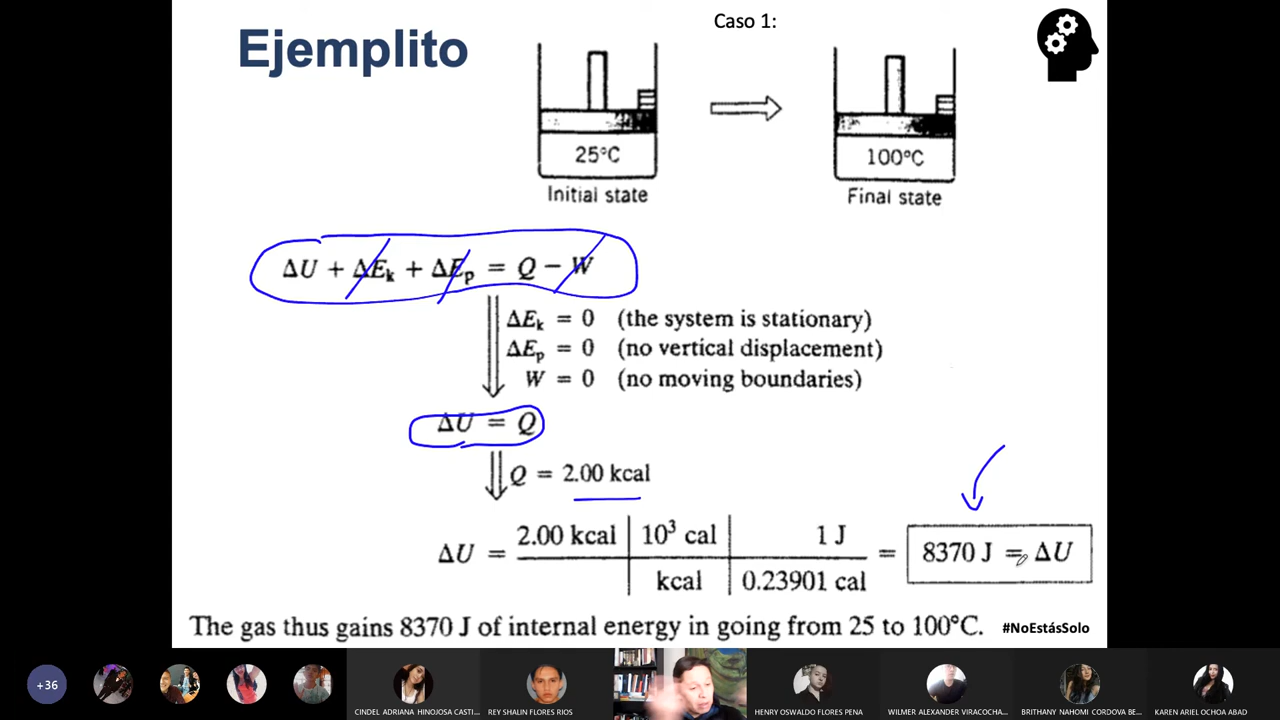 Caso 1:
Ejemplito
25°C
100°C
Initial state
Final state
ΔU + ΔEk + ΔEp = Q − W
ΔEk = 0 (the system is stationary)
ΔEp = 0 (no vertical displacement)
W = 0 (no moving boundaries)
ΔU = Q
Q = 2.00 kcal
ΔU = 2.00 kcal | 10³ cal | 1 J = 8370 J = ΔU
kcal | 0.23901 cal
The gas thus gains 8370 J of internal energy in going from 25 to 100°C.
#NoEstásSolo
+36
CINDEL ADRIANA HINOJOSA CASTI...
REY SHALIN FLORES RIOS
HENRY OSWALDO FLORES PENA
WILMER ALEXANDER VIRACOCHA...
BRITHANY NAHOMI CORDOVA BE...
KAREN ARIEL OCHOA ABAD